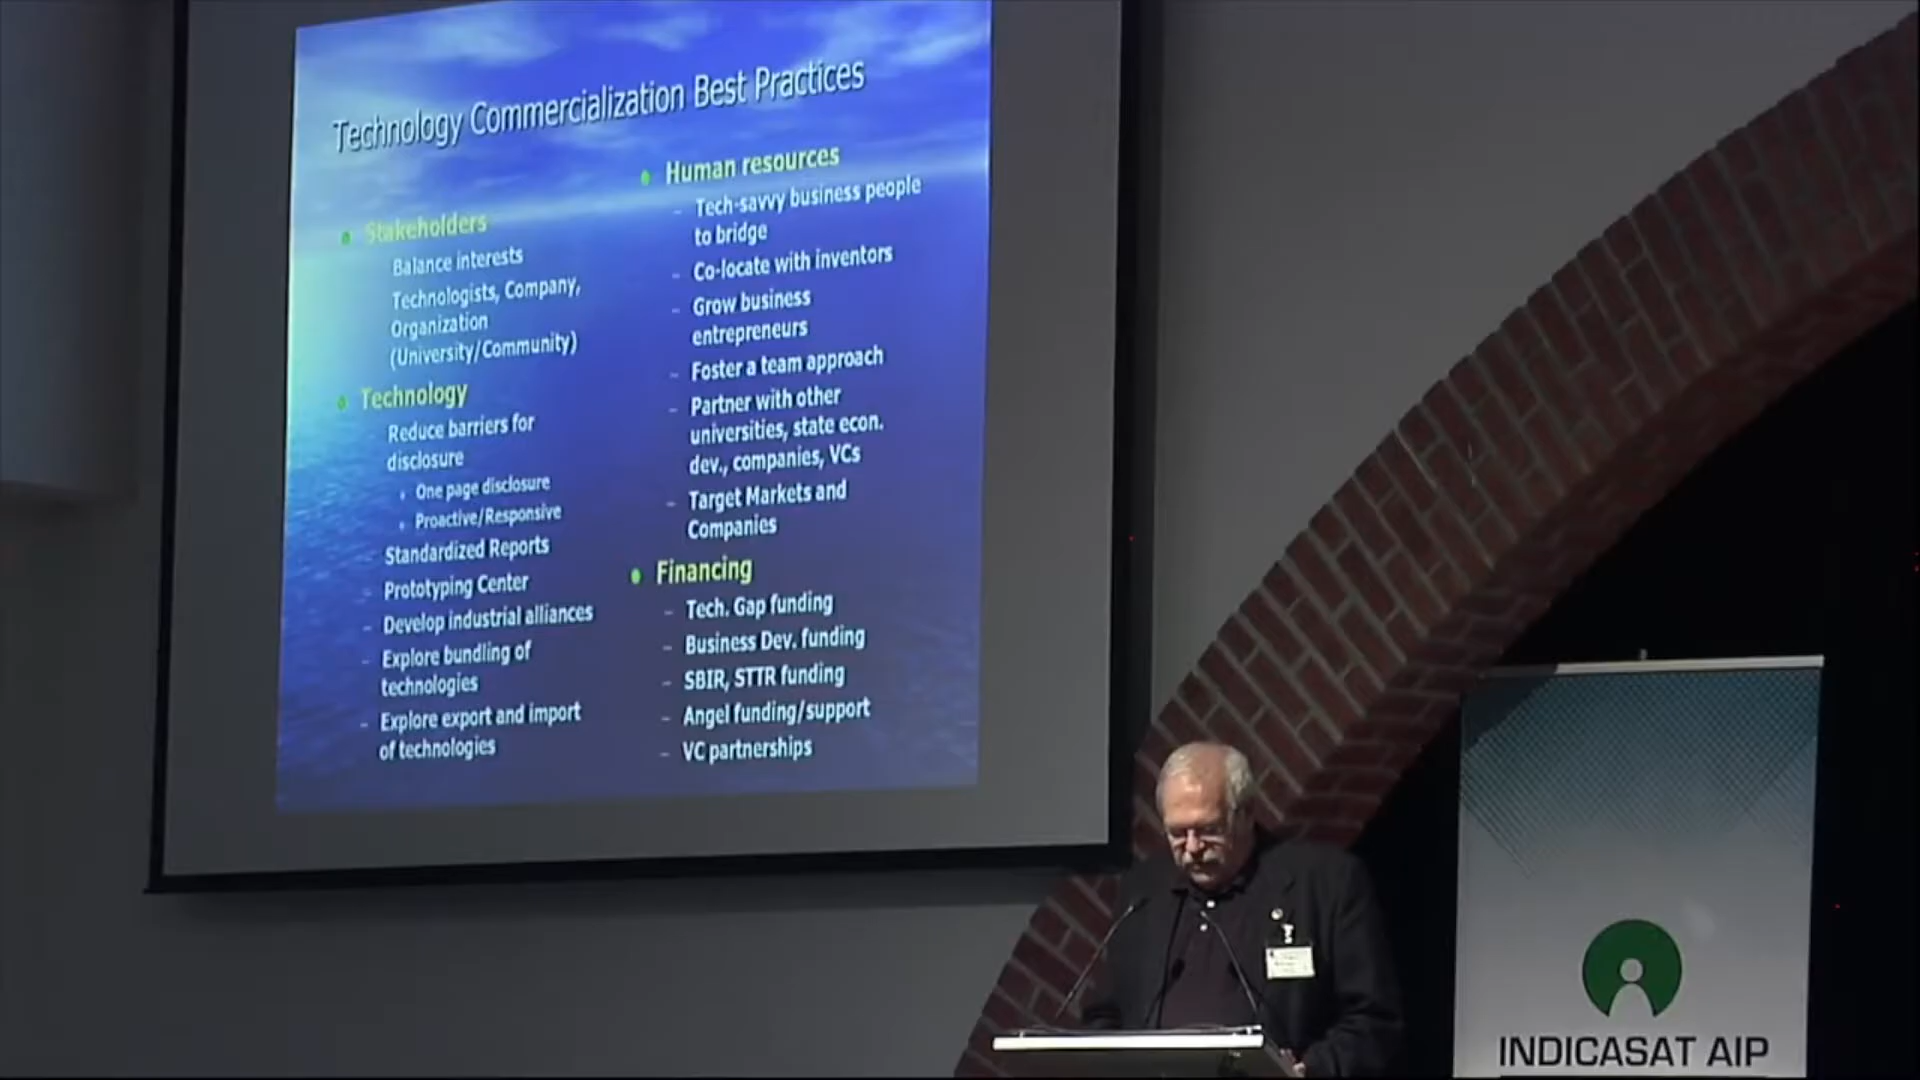 Technology Commercialization Best Practices
• Stakeholders
Balance interests
Technologists, Company,
Organization
(University/Community)
• Technology
Reduce barriers for
disclosure
• One page disclosure
• Proactive/Responsive
Standardized Reports
– Prototyping Center
– Develop industrial alliances
– Explore bundling of
technologies
– Explore export and import
of technologies
• Human resources
– Tech-savvy business people
to bridge
– Co-locate with inventors
– Grow business
entrepreneurs
– Foster a team approach
– Partner with other
universities, state econ.
dev., companies, VCs
– Target Markets and
Companies
• Financing
– Tech. Gap funding
– Business Dev. funding
– SBIR, STTR funding
– Angel funding/support
– VC partnerships
INDICASAT AIP